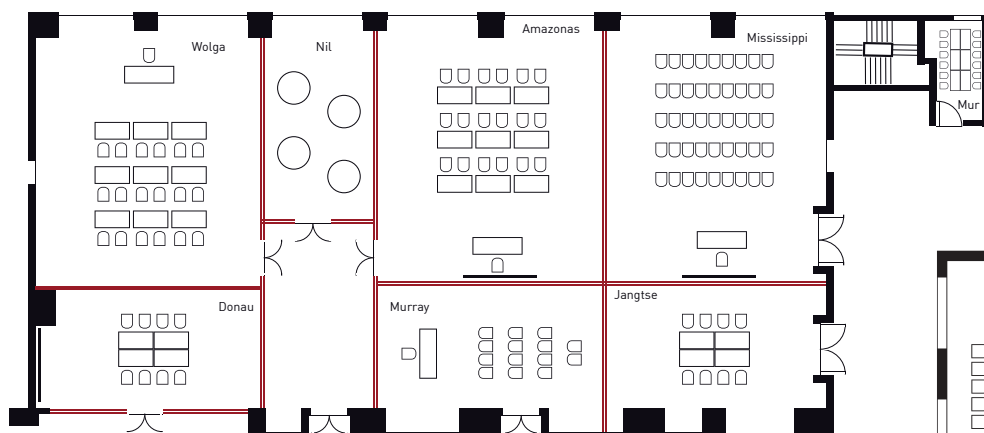 Wolga
Nil
Amazonas
Mississippi
Mur
Donau
Murray
Jangtse